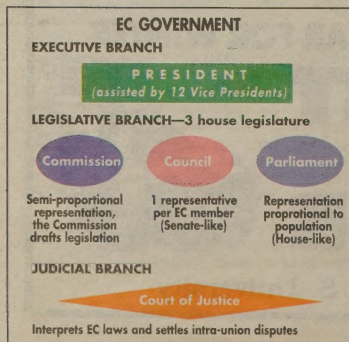 EC GOVERNMENT
EXECUTIVE BRANCH
PRESIDENT
(assisted by 12 Vice Presidents)
LEGISLATIVE BRANCH—3 house legislature
Commission
Semi-proportional
representation,
the Commission
drafts legislation
Council
1 representative
per EC member
(Senate-like)
Parliament
Representation
proprotional to
population
(House-like)
JUDICIAL BRANCH
Court of Justice
Interprets EC laws and settles intra-union disputes